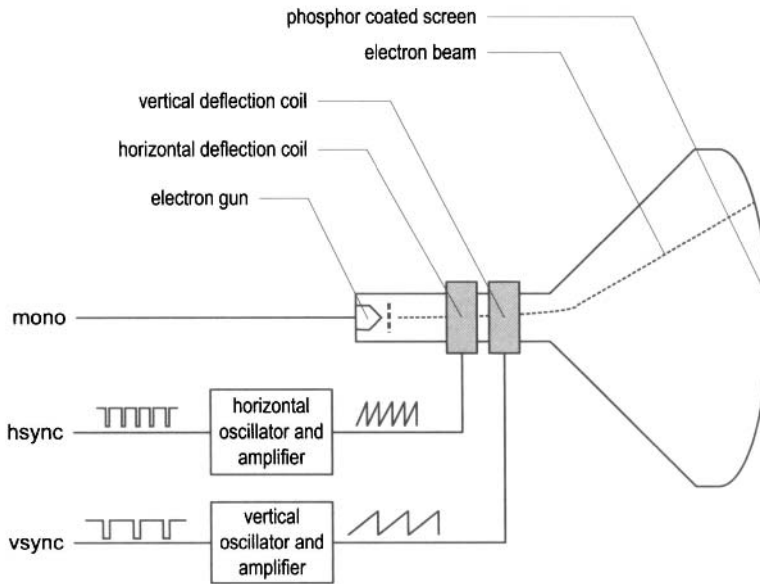 phosphor coated screen
electron beam
vertical deflection coil
horizontal deflection coil
electron gun
mono
hsync
horizontal
oscillator and
amplifier
vsync
vertical
oscillator and
amplifier